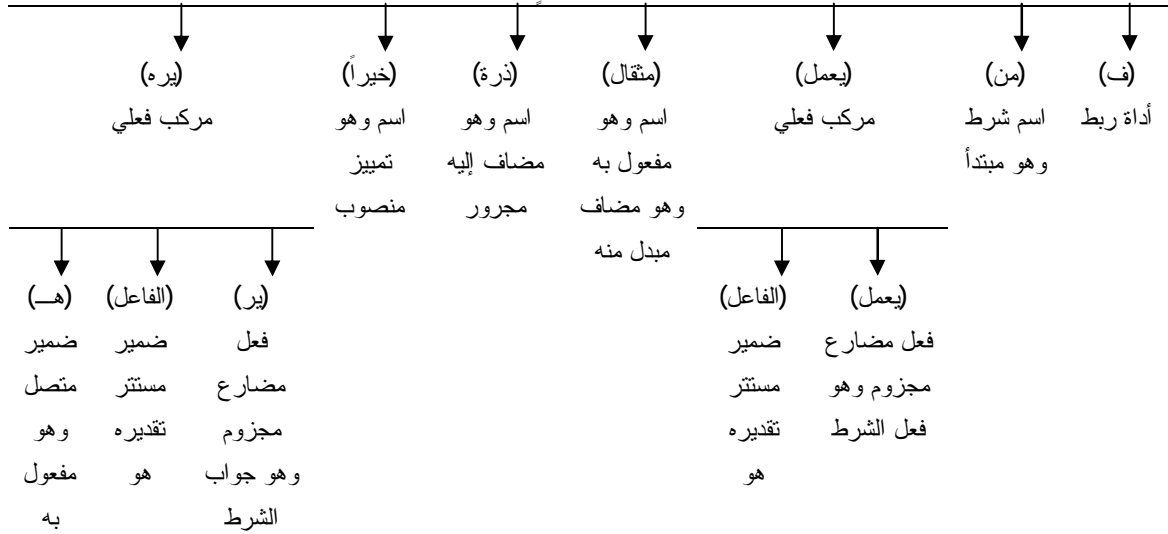 (ف) (من) (يعمل) (مثقال) (ذرة) (خيراً) (يره)
أداة ربط اسم شرط مركب فعلي اسم وهو اسم وهو اسم وهو مركب فعلي
وهو مبتدأ مفعول به مضاف إليه تمييز
وهو مضاف مجرور منصوب
مبدل منه
(يعمل) (الفاعل) (ير) (الفاعل) (هـ)
فعل مضارع ضمير فعل ضمير ضمير
مجزوم وهو مستتر مضارع مستتر متصل
فعل الشرط تقديره مجزوم تقديره وهو
هو وهو جواب هو مفعول
الشرط به